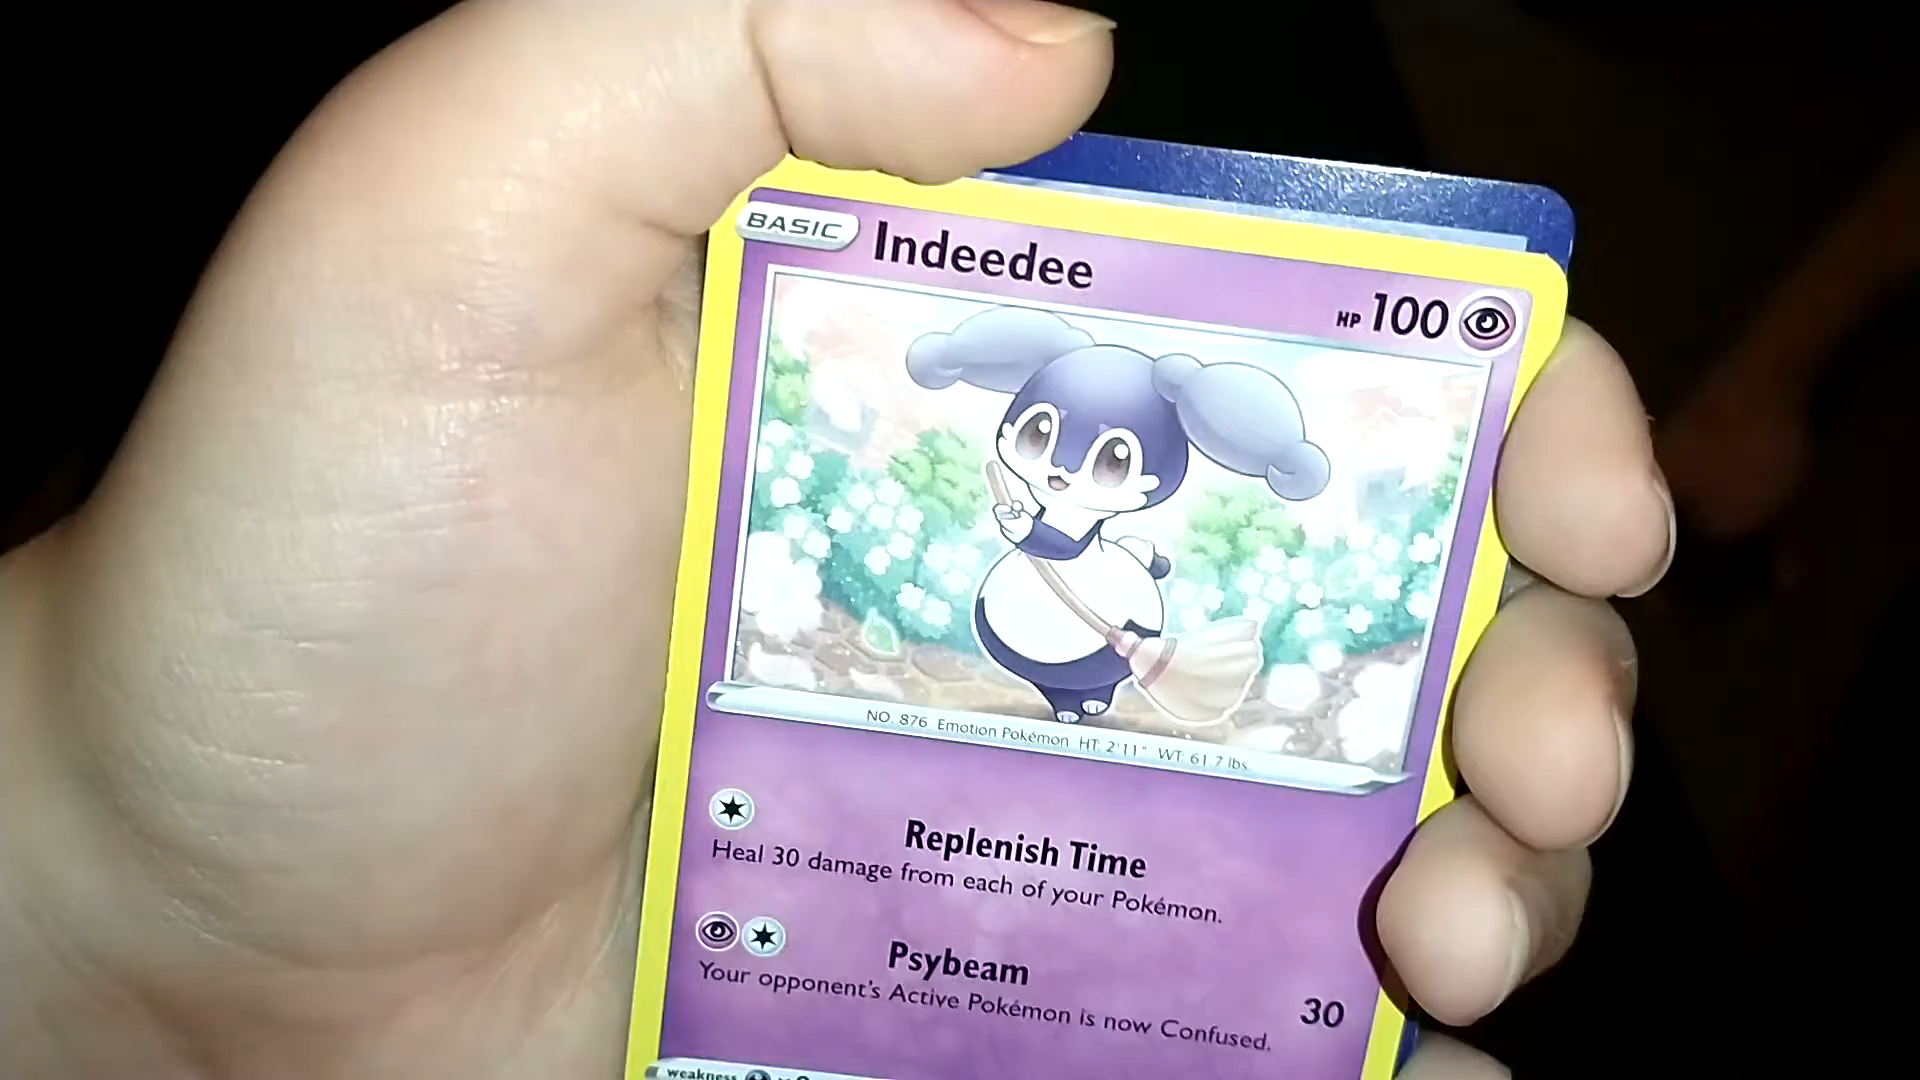 BASIC Indeedee HP 100
NO. 876 Emotion Pokémon HT: 2'11" WT: 61.7 lbs.
Replenish Time
Heal 30 damage from each of your Pokémon.
Psybeam 30
Your opponent's Active Pokémon is now Confused.
weakness